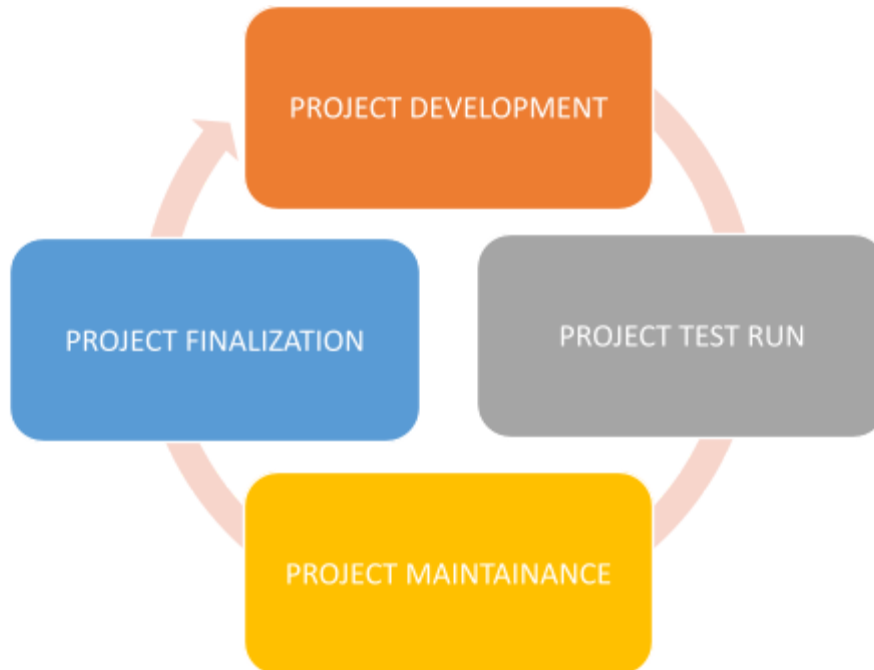 PROJECT DEVELOPMENT
PROJECT TEST RUN
PROJECT MAINTAINANCE
PROJECT FINALIZATION